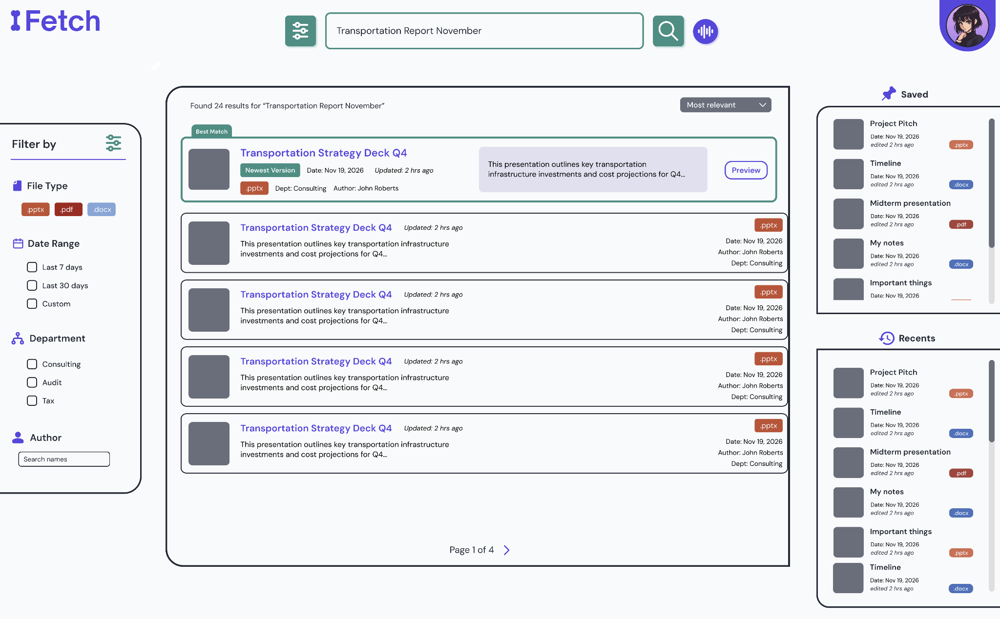 Fetch
Transportation Report November
Filter by
File Type
.pptx .pdf .docx
Date Range
Last 7 days
Last 30 days
Custom
Department
Consulting
Audit
Tax
Author
Search names
Found 24 results for “Transportation Report November”
Most relevant
Best Match
Transportation Strategy Deck Q4
Newest Version Date: Nov 19, 2026 Updated: 2 hrs ago
.pptx Dept: Consulting Author: John Roberts
This presentation outlines key transportation
infrastructure investments and cost projections for Q4...
Preview
Transportation Strategy Deck Q4 Updated: 2 hrs ago
This presentation outlines key transportation infrastructure
investments and cost projections for Q4...
.pptx
Date: Nov 19, 2026
Author: John Roberts
Dept: Consulting
Transportation Strategy Deck Q4 Updated: 2 hrs ago
This presentation outlines key transportation infrastructure
investments and cost projections for Q4...
.pptx
Date: Nov 19, 2026
Author: John Roberts
Dept: Consulting
Transportation Strategy Deck Q4 Updated: 2 hrs ago
This presentation outlines key transportation infrastructure
investments and cost projections for Q4...
.pptx
Date: Nov 19, 2026
Author: John Roberts
Dept: Consulting
Transportation Strategy Deck Q4 Updated: 2 hrs ago
This presentation outlines key transportation infrastructure
investments and cost projections for Q4...
.pptx
Date: Nov 19, 2026
Author: John Roberts
Dept: Consulting
Page 1 of 4
Saved
Project Pitch
Date: Nov 19, 2026
edited 2 hrs ago .pptx
Timeline
Date: Nov 19, 2026
edited 2 hrs ago .docx
Midterm presentation
Date: Nov 19, 2026
edited 2 hrs ago .pdf
My notes
Date: Nov 19, 2026
edited 2 hrs ago .docx
Important things
Date: Nov 19, 2026
Recents
Project Pitch
Date: Nov 19, 2026
edited 2 hrs ago .pptx
Timeline
Date: Nov 19, 2026
edited 2 hrs ago .docx
Midterm presentation
Date: Nov 19, 2026
edited 2 hrs ago .pdf
My notes
Date: Nov 19, 2026
edited 2 hrs ago .docx
Important things
Date: Nov 19, 2026
edited 2 hrs ago .pptx
Timeline
Date: Nov 19, 2026
edited 2 hrs ago .docx